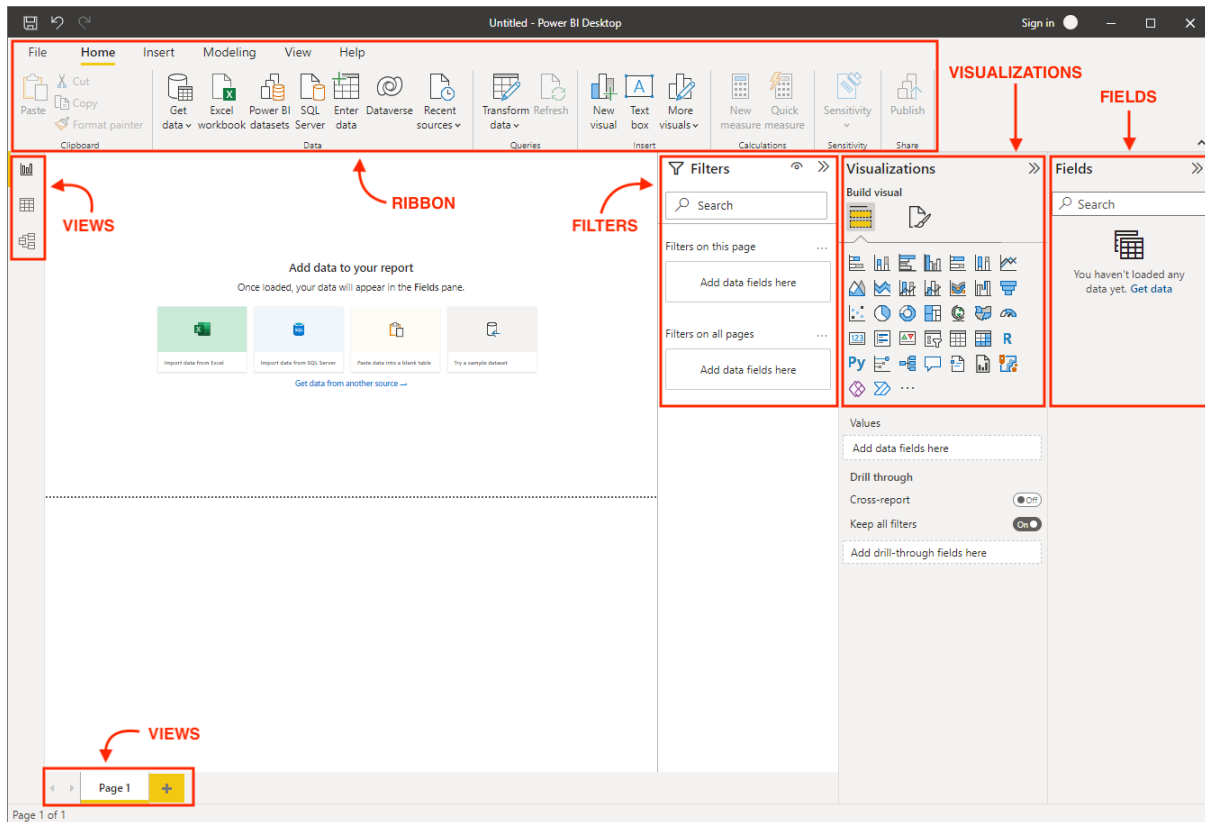 Untitled - Power BI Desktop
Sign in
File Home Insert Modeling View Help
Paste
Cut
Copy
Format painter
Clipboard
Get data
Excel workbook
Power BI datasets
SQL Server
Enter data
Dataverse
Recent sources
Data
Transform data
Refresh
Queries
New visual
Text box
More visuals
Insert
New measure
Quick measure
Calculations
Sensitivity
Sensitivity
Publish
Share
VISUALIZATIONS
FIELDS
RIBBON
VIEWS
FILTERS
Add data to your report
Once loaded, your data will appear in the Fields pane.
Import data from Excel
Import data from SQL Server
Paste data into a blank table
Try a sample dataset
Get data from another source
Filters
Search
Filters on this page
...
Add data fields here
Filters on all pages
...
Add data fields here
Visualizations
Build visual
123
R
Py
...
Values
Add data fields here
Drill through
Cross-report
Off
Keep all filters
On
Add drill-through fields here
Fields
Search
You haven't loaded any
data yet. Get data
VIEWS
Page 1
Page 1 of 1